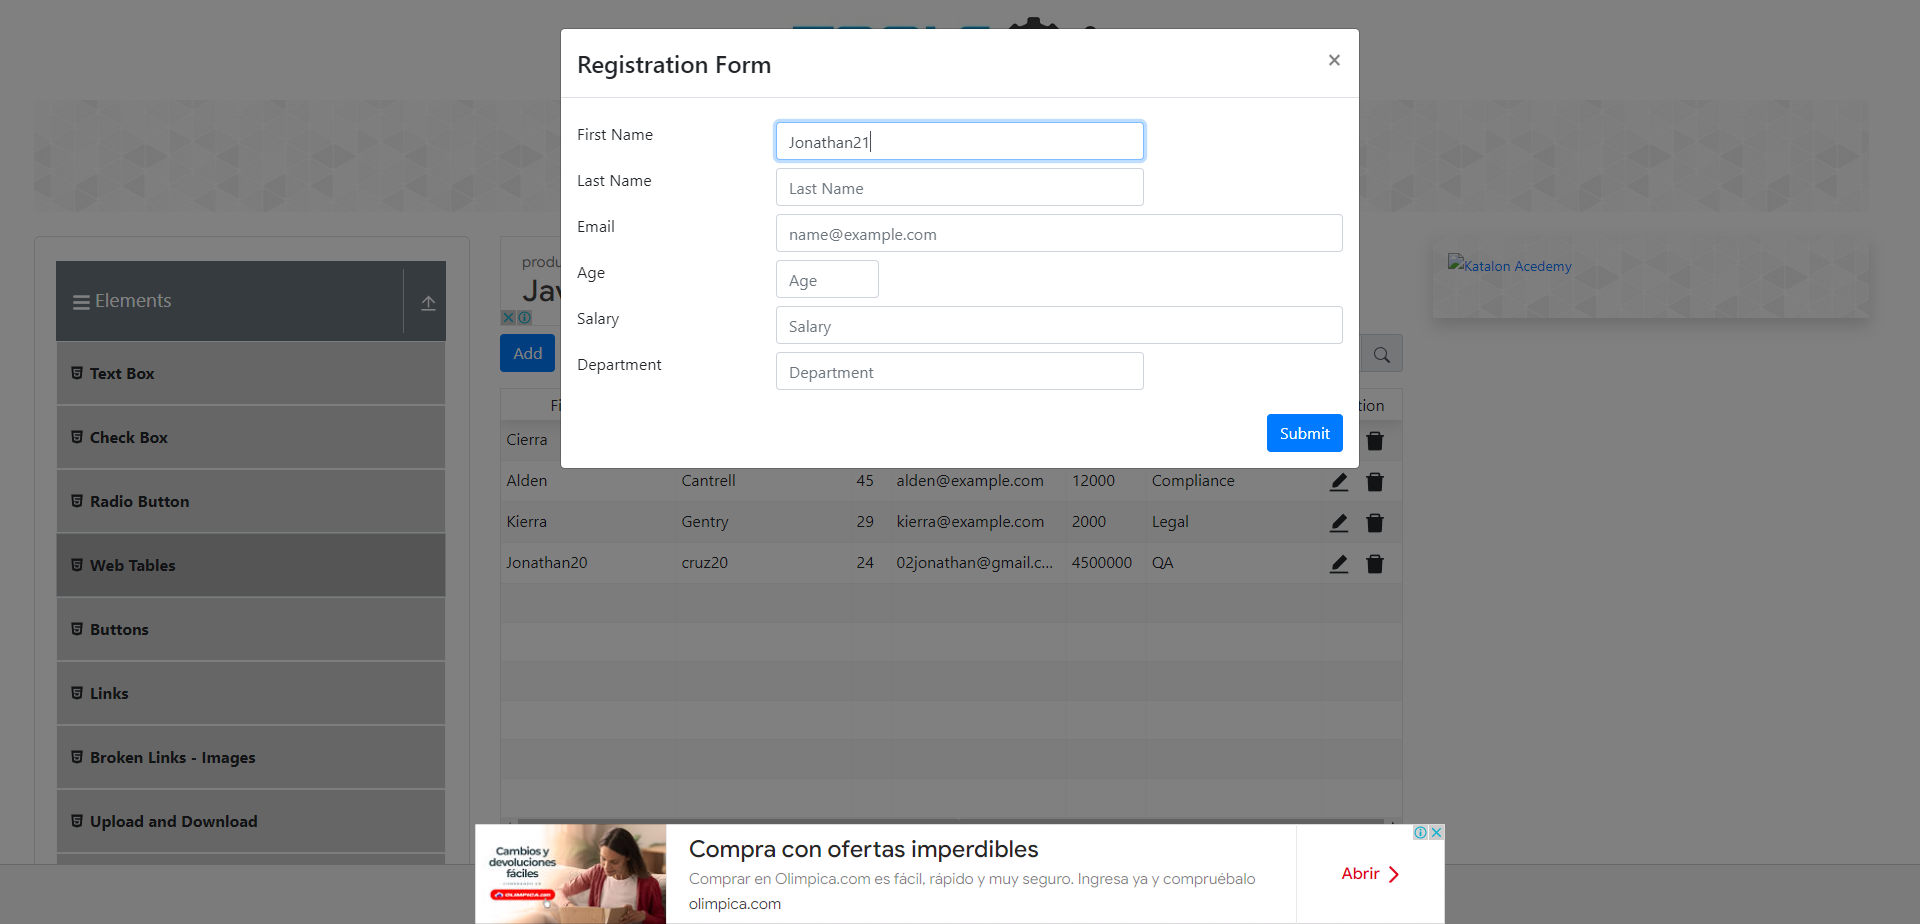 Registration Form
×
First Name
Jonathan21
Last Name
Last Name
Email
name@example.com
Age
Age
Salary
Salary
Department
Department
Submit
Elements
Text Box
Check Box
Radio Button
Web Tables
Buttons
Links
Broken Links - Images
Upload and Download
produ
Jav
Add
Fi
tion
Cierra
Alden Cantrell 45 alden@example.com 12000 Compliance
Kierra Gentry 29 kierra@example.com 2000 Legal
Jonathan20 cruz20 24 02jonathan@gmail.c... 4500000 QA
Katalon Acedemy
Cambios y
devoluciones
fáciles
OLIMPICA.COM
Compra con ofertas imperdibles
Comprar en Olimpica.com es fácil, rápido y muy seguro. Ingresa ya y compruébalo
olimpica.com
Abrir